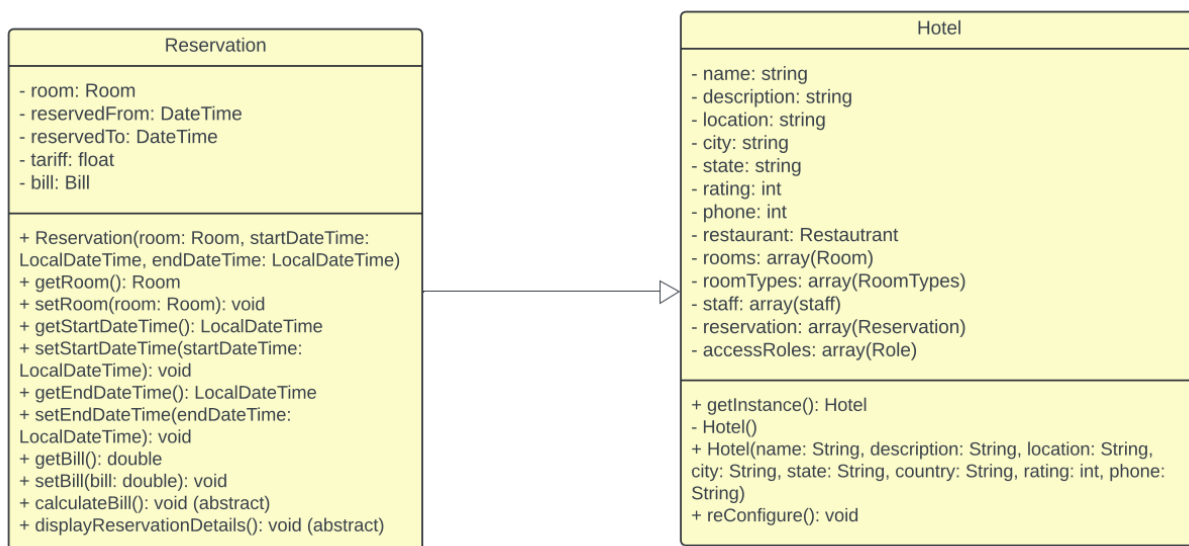 Reservation
- room: Room
- reservedFrom: DateTime
- reservedTo: DateTime
- tariff: float
- bill: Bill
+ Reservation(room: Room, startDateTime:
LocalDateTime, endDateTime: LocalDateTime)
+ getRoom(): Room
+ setRoom(room: Room): void
+ getStartDateTime(): LocalDateTime
+ setStartDateTime(startDateTime:
LocalDateTime): void
+ getEndDateTime(): LocalDateTime
+ setEndDateTime(endDateTime:
LocalDateTime): void
+ getBill(): double
+ setBill(bill: double): void
+ calculateBill(): void (abstract)
+ displayReservationDetails(): void (abstract)
Hotel
- name: string
- description: string
- location: string
- city: string
- state: string
- rating: int
- phone: int
- restaurant: Restautrant
- rooms: array(Room)
- roomTypes: array(RoomTypes)
- staff: array(staff)
- reservation: array(Reservation)
- accessRoles: array(Role)
+ getInstance(): Hotel
- Hotel()
+ Hotel(name: String, description: String, location: String,
city: String, state: String, country: String, rating: int, phone:
String)
+ reConfigure(): void